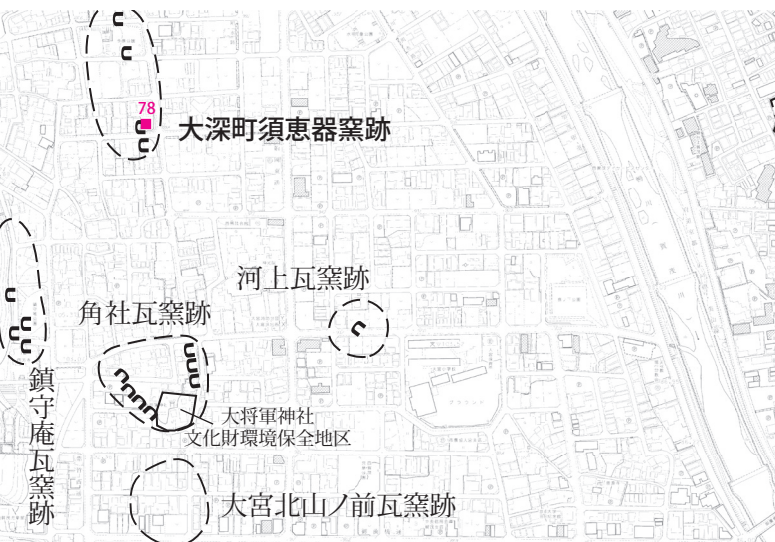 78
大深町須恵器窯跡
河上瓦窯跡
角社瓦窯跡
鎮守庵瓦窯跡
大将軍神社
文化財環境保全地区
大宮北山ノ前瓦窯跡